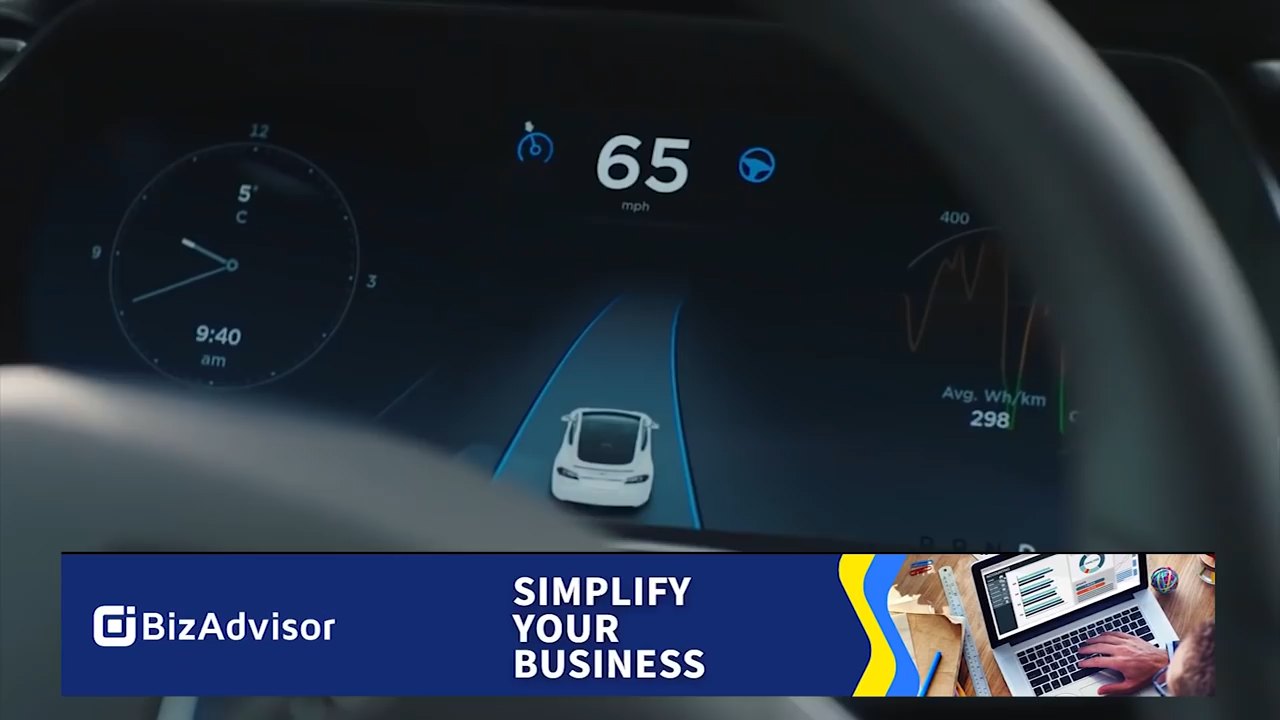 12
5°
C
9
3
9:40
am
65
mph
400
Avg. Wh/km
298
P R N D
BizAdvisor
SIMPLIFY
YOUR
BUSINESS